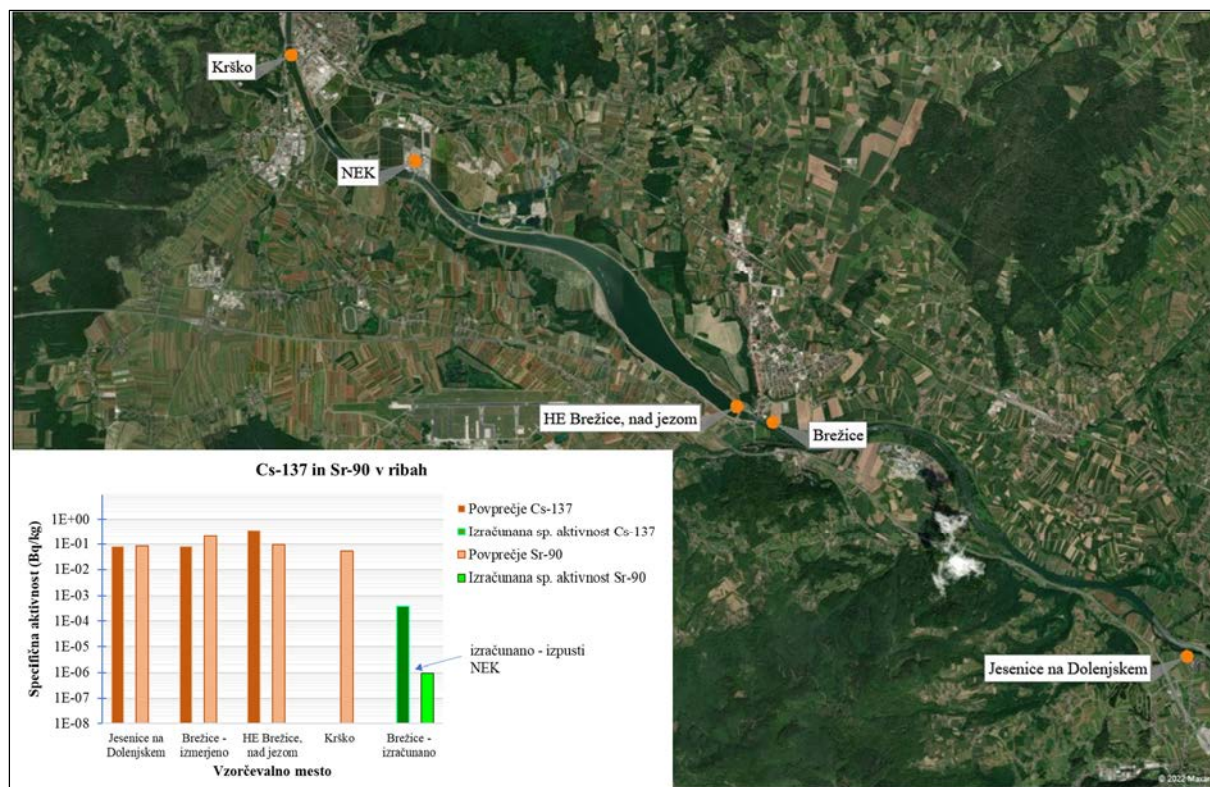 Krško
NEK
HE Brežice, nad jezom
Brežice
Jesenice na Dolenjskem
Cs-137 in Sr-90 v ribah
Specifična aktivnost (Bq/kg)
1E+00
1E-01
1E-02
1E-03
1E-04
1E-05
1E-06
1E-07
1E-08
Povprečje Cs-137
Izračunana sp. aktivnost Cs-137
Povprečje Sr-90
Izračunana sp. aktivnost Sr-90
izračunano - izpusti
NEK
Jesenice na
Dolenjskem
Brežice -
izmerjeno
HE Brežice,
nad jezom
Krško
Brežice -
izračunano
Vzorčevalno mesto
© 2022